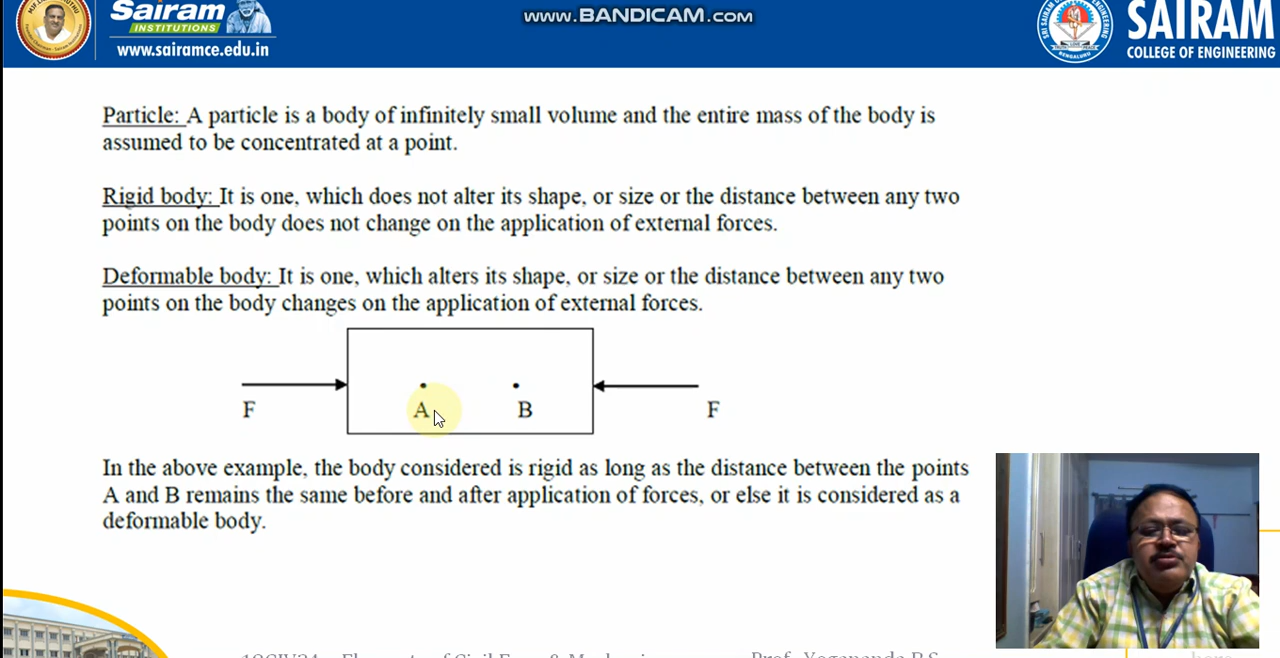 Sairam
INSTITUTIONS
www.sairamce.edu.in
www.BANDICAM.com
SAIRAM
COLLEGE OF ENGINEERING
Particle: A particle is a body of infinitely small volume and the entire mass of the body is
assumed to be concentrated at a point.
Rigid body: It is one, which does not alter its shape, or size or the distance between any two
points on the body does not change on the application of external forces.
Deformable body: It is one, which alters its shape, or size or the distance between any two
points on the body changes on the application of external forces.
F A B F
In the above example, the body considered is rigid as long as the distance between the points
A and B remains the same before and after application of forces, or else it is considered as a
deformable body.